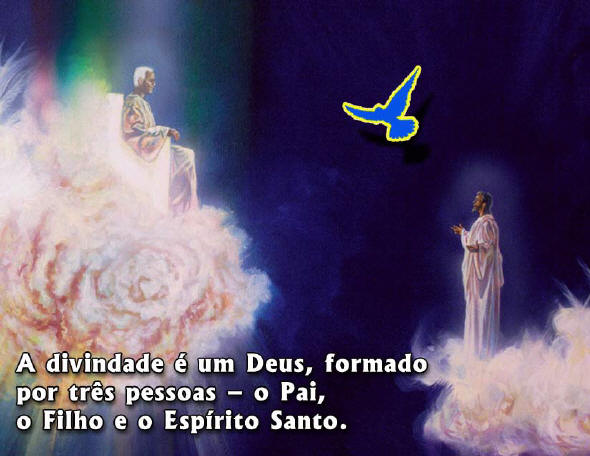 A divindade é um Deus, formado
por três pessoas – o Pai,
o Filho e o Espírito Santo.